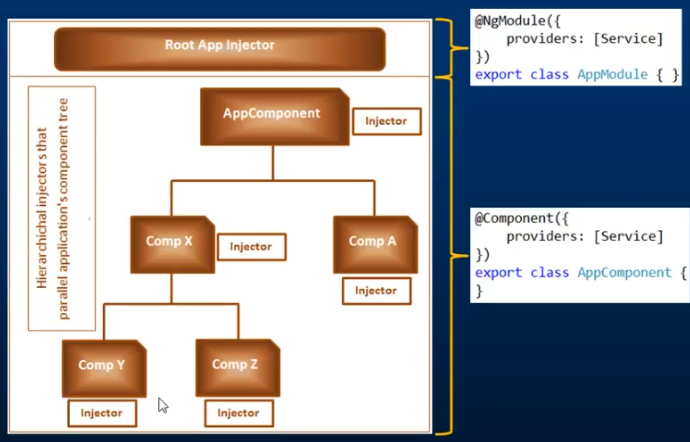 Root App Injector
@NgModule({
providers: [Service]
})
export class AppModule { }
Hierarchichal injectors that
parallel application's component tree
AppComponent
Injector
Comp X
Injector
Comp A
Injector
Comp Y
Injector
Comp Z
Injector
@Component({
providers: [Service]
})
export class AppComponent {
}